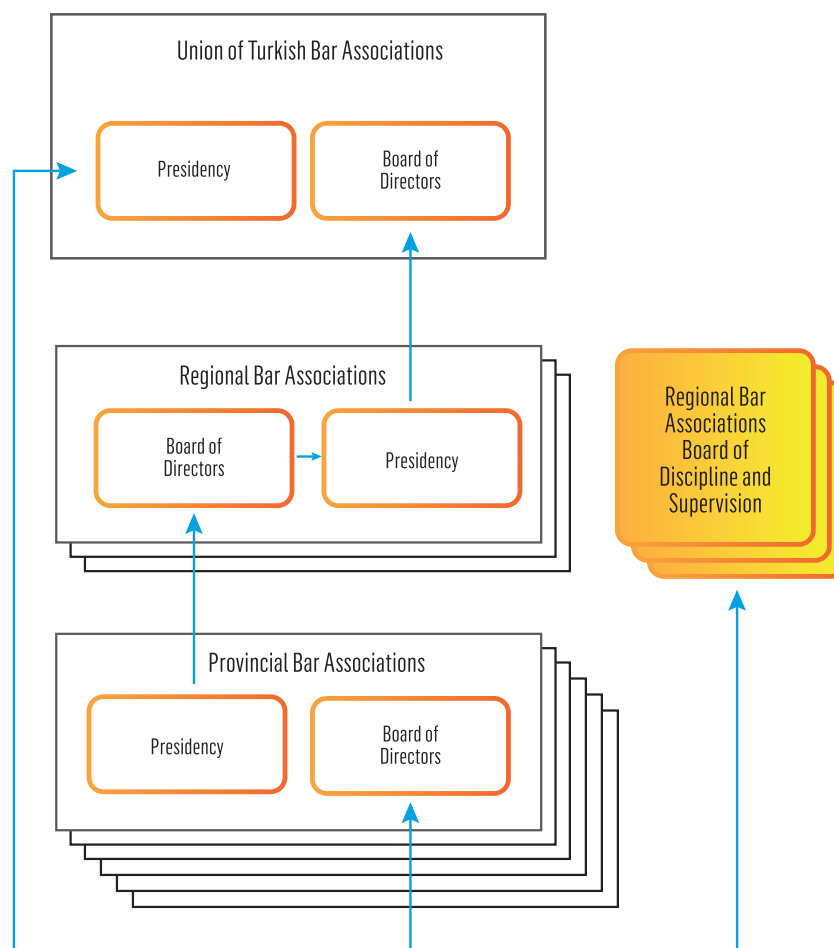 Union of Turkish Bar Associations
Presidency
Board of
Directors
Regional Bar Associations
Board of
Directors
Presidency
Regional Bar
Associations
Board of
Discipline and
Supervision
Provincial Bar Associations
Presidency
Board of
Directors